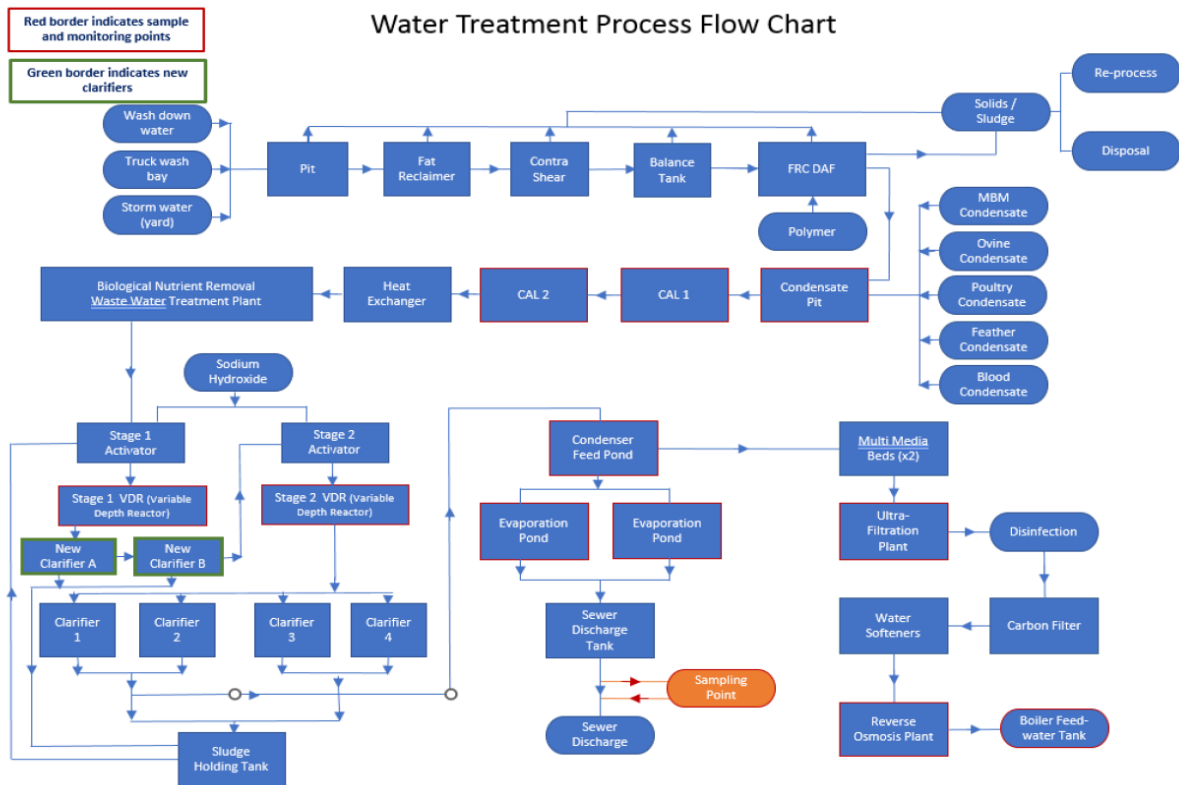 Water Treatment Process Flow Chart
Red border indicates sample
and monitoring points
Green border indicates new
clarifiers
Wash down
water
Truck wash
bay
Storm water
(yard)
Pit
Fat
Reclaimer
Contra
Shear
Balance
Tank
FRC DAF
Polymer
Solids /
Sludge
Re-process
Disposal
MBM
Condensate
Ovine
Condensate
Poultry
Condensate
Feather
Condensate
Blood
Condensate
Condensate
Pit
CAL 1
CAL 2
Heat
Exchanger
Biological Nutrient Removal
Waste Water Treatment Plant
Sodium
Hydroxide
Stage 1
Activator
Stage 2
Activator
Stage 1 VDR (Variable
Depth Reactor)
Stage 2 VDR (Variable
Depth Reactor)
New
Clarifier A
New
Clarifier B
Clarifier
1
Clarifier
2
Clarifier
3
Clarifier
4
Sludge
Holding Tank
Condenser
Feed Pond
Evaporation
Pond
Evaporation
Pond
Sewer
Discharge
Tank
Sampling
Point
Sewer
Discharge
Multi Media
Beds (x2)
Ultra-
Filtration
Plant
Disinfection
Carbon Filter
Water
Softeners
Reverse
Osmosis Plant
Boiler Feed-
water Tank